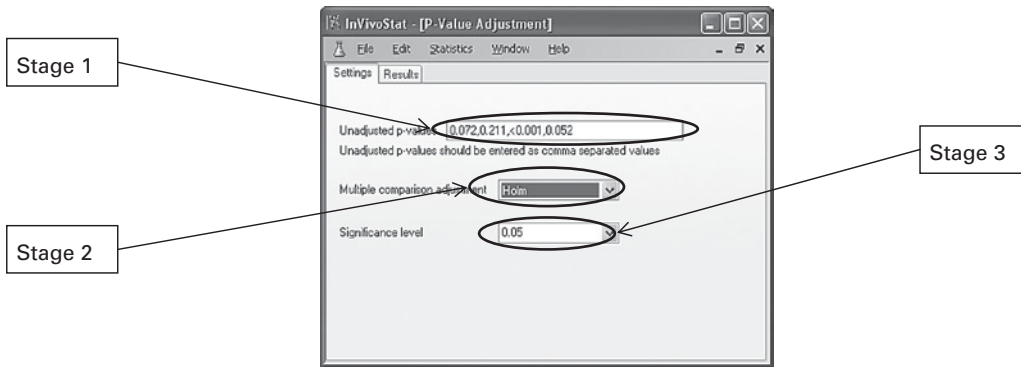 InVivoStat - [P-Value Adjustment]
File Edit Statistics Window Help
Settings Results
Stage 1
Unadjusted p-values 0.072,0.211,<0.001,0.052
Unadjusted p-values should be entered as comma separated values
Stage 3
Multiple comparison adjustment Holm
Stage 2
Significance level 0.05